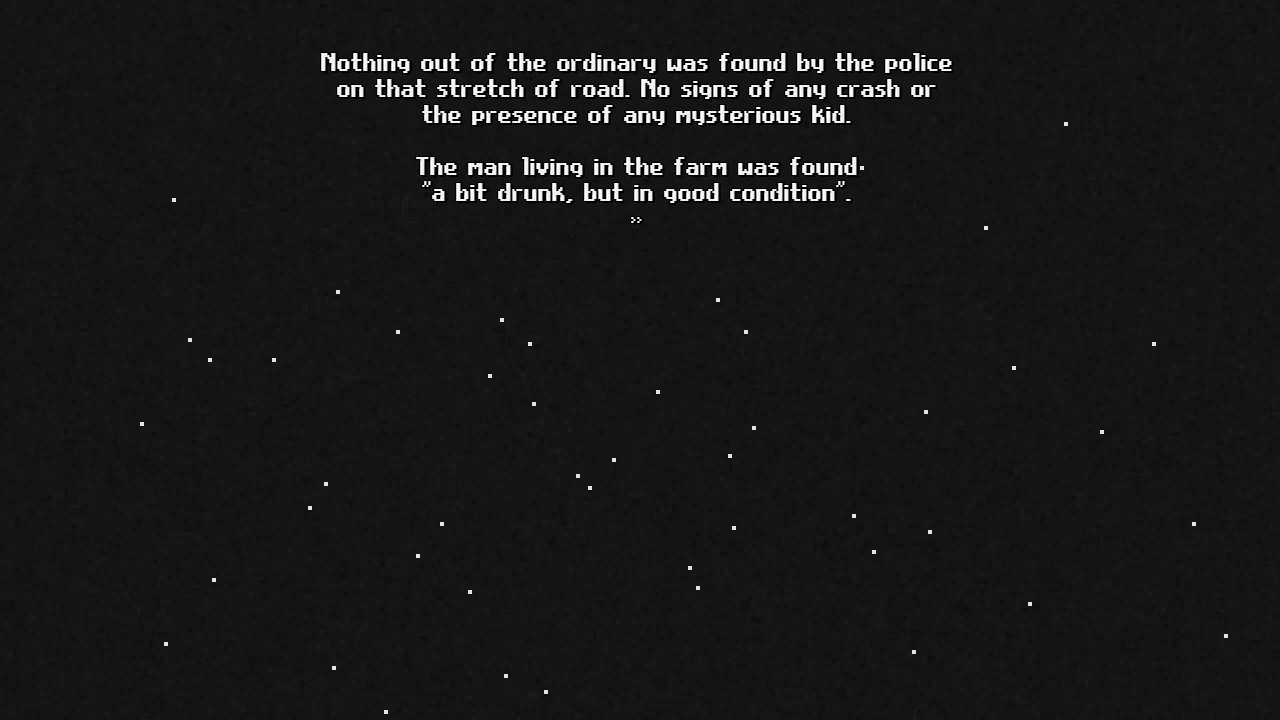 Nothing out of the ordinary was found by the police
on that stretch of road. No signs of any crash or
the presence of any mysterious kid.
The man living in the farm was found·
"a bit drunk, but in good condition".
»